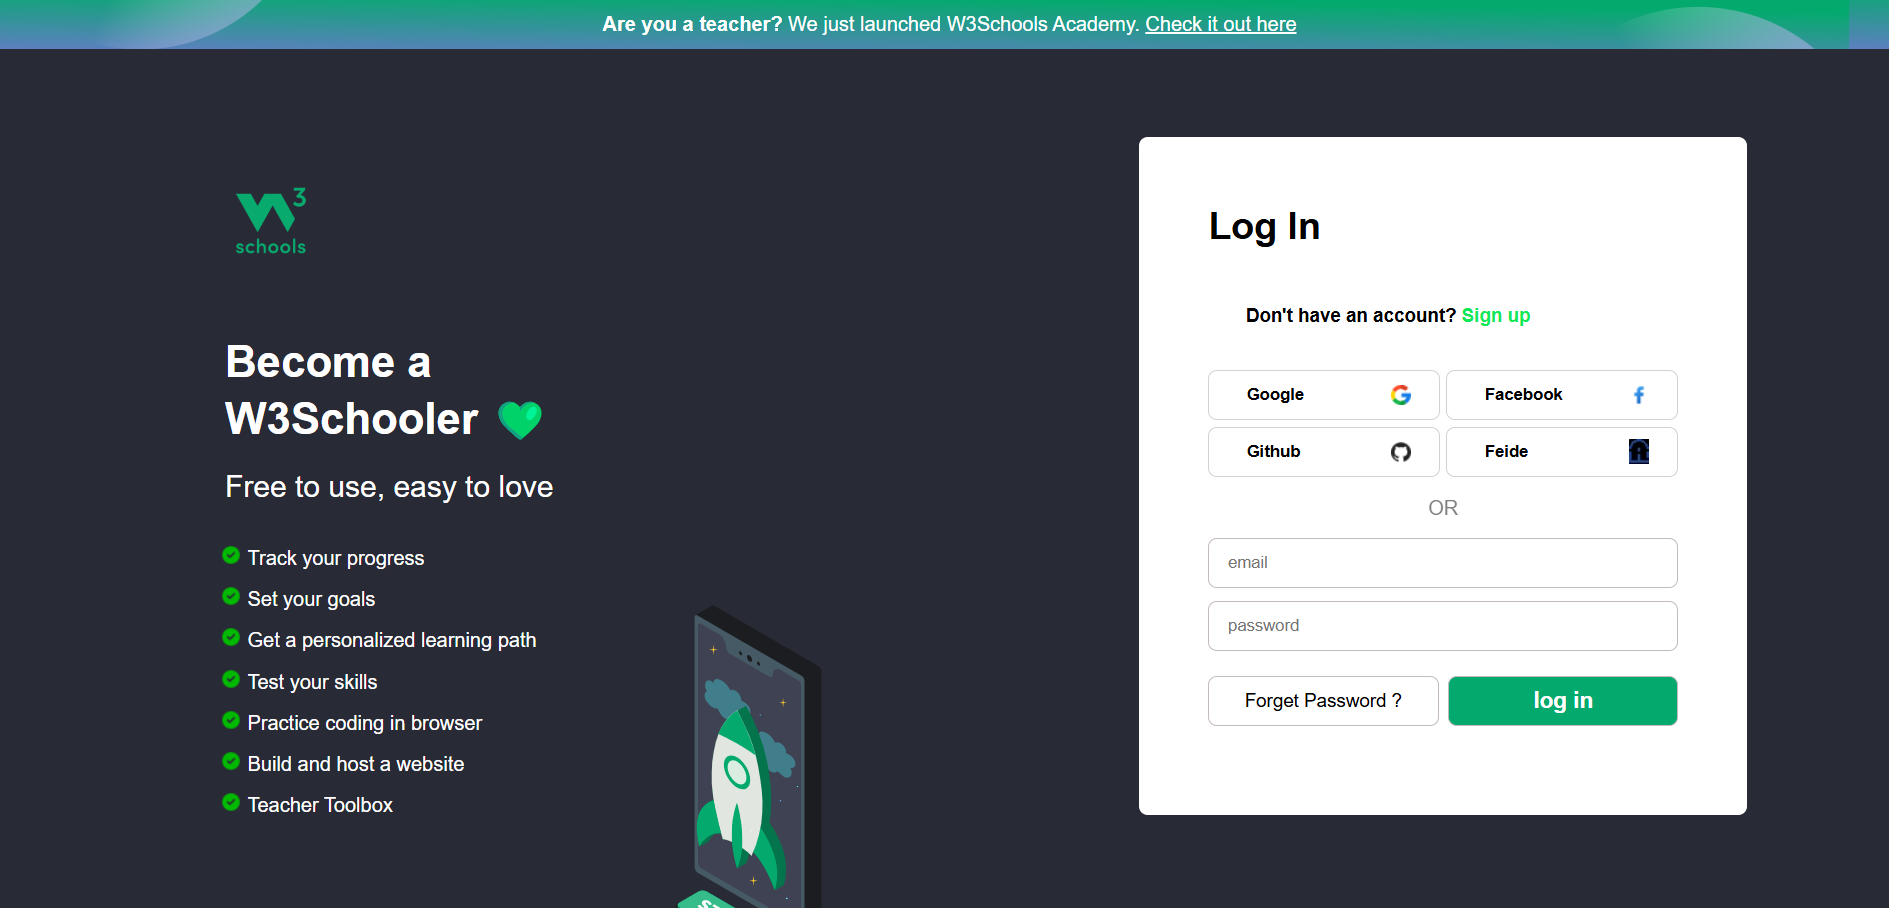 Are you a teacher? We just launched W3Schools Academy. Check it out here
3
schools
Become a
W3Schooler
Free to use, easy to love
Track your progress
Set your goals
Get a personalized learning path
Test your skills
Practice coding in browser
Build and host a website
Teacher Toolbox
Log In
Don't have an account? Sign up
Google
Facebook
Github
Feide
OR
email
password
Forget Password ?
log in